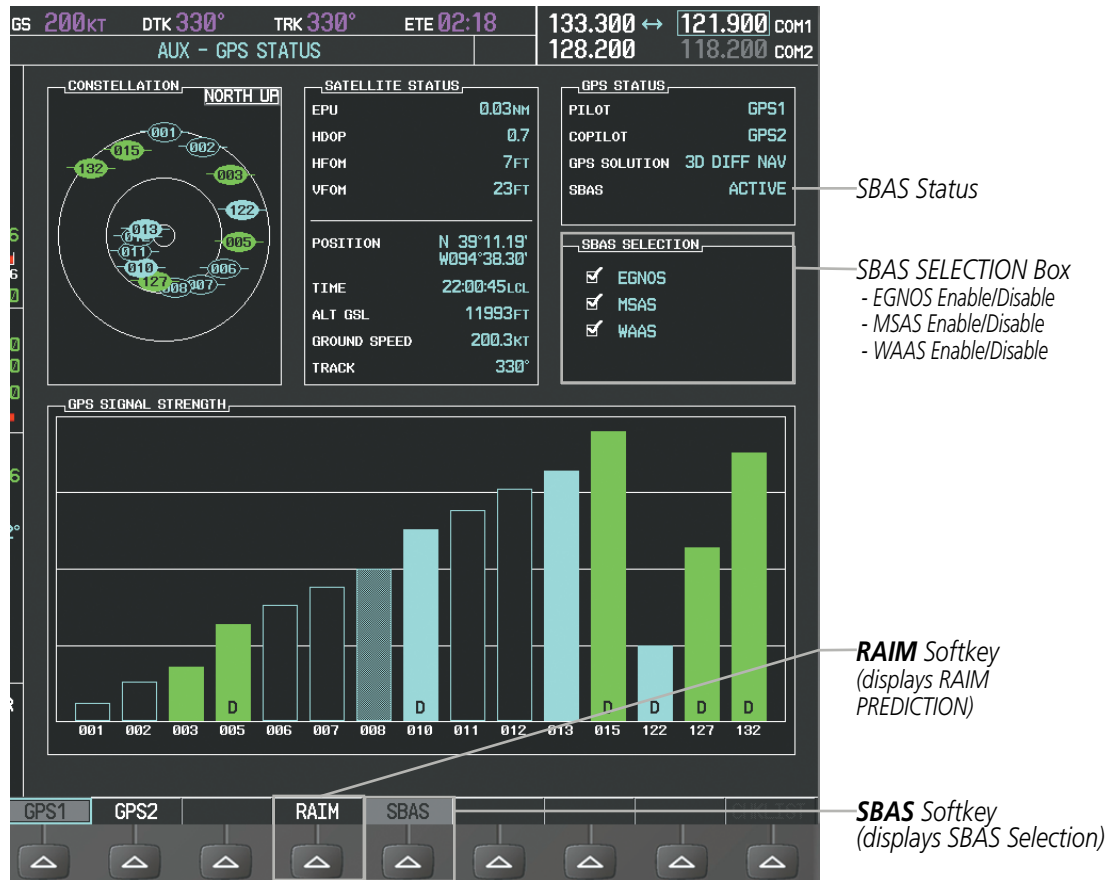 GS 200KT DTK 330° TRK 330° ETE 02:18
133.300 ↔ 121.900 COM1
AUX - GPS STATUS
128.200 118.200 COM2
CONSTELLATION
NORTH UP
001
002
015
132
003
122
013
005
011
010
006
127
008
007
SATELLITE STATUS
EPU 0.03NM
HDOP 0.7
HFOM 7FT
VFOM 23FT
POSITION N 39°11.19'
W094°38.30'
TIME 22:00:45LCL
ALT GSL 11993FT
GROUND SPEED 200.3KT
TRACK 330°
GPS STATUS
PILOT GPS1
COPILOT GPS2
GPS SOLUTION 3D DIFF NAV
SBAS ACTIVE
SBAS Status
SBAS SELECTION
EGNOS
MSAS
WAAS
SBAS SELECTION Box
- EGNOS Enable/Disable
- MSAS Enable/Disable
- WAAS Enable/Disable
GPS SIGNAL STRENGTH
D D D D D D
001 002 003 005 006 007 008 010 011 012 013 015 122 127 132
RAIM Softkey
(displays RAIM
PREDICTION)
GPS1 GPS2 RAIM SBAS CHKLIST
SBAS Softkey
(displays SBAS Selection)